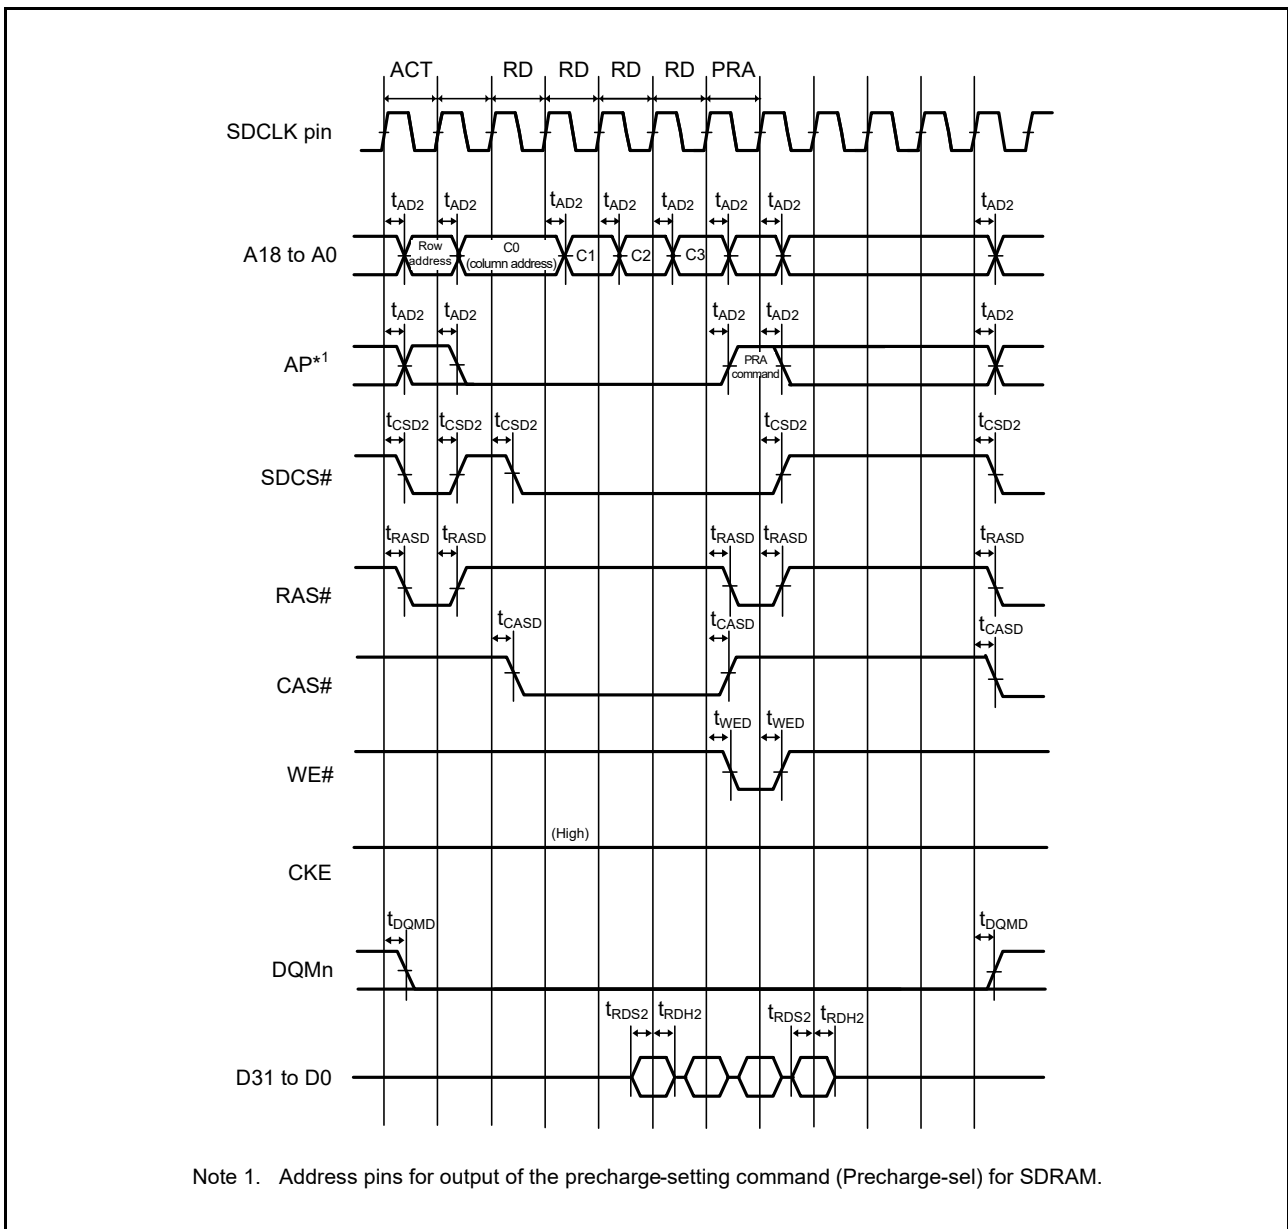 ACT RD RD RD RD PRA
SDCLK pin
tAD2 tAD2 tAD2 tAD2 tAD2 tAD2 tAD2 tAD2
A18 to A0
Row
address
C0
(column address)
C1 C2 C3
tAD2 tAD2 tAD2 tAD2 tAD2
AP*1
PRA
command
tCSD2 tCSD2 tCSD2 tCSD2 tCSD2
SDCS#
tRASD tRASD tRASD tRASD tRASD
RAS#
tCASD tCASD tCASD
CAS#
tWED tWED
WE#
(High)
CKE
tDQMD tDQMD
DQMn
tRDS2 tRDH2 tRDS2 tRDH2
D31 to D0
Note 1. Address pins for output of the precharge-setting command (Precharge-sel) for SDRAM.